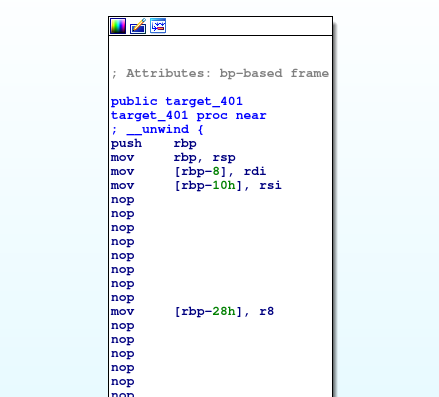 ; Attributes: bp-based frame
public target_401
target_401 proc near
; __unwind {
push    rbp
mov     rbp, rsp
mov     [rbp-8], rdi
mov     [rbp-10h], rsi
nop
nop
nop
nop
nop
nop
nop
nop
mov     [rbp-28h], r8
nop
nop
nop
nop
nop
nop